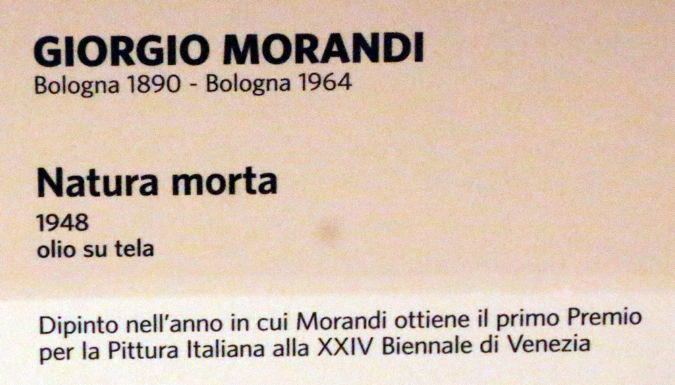 GIORGIO MORANDI
Bologna 1890 - Bologna 1964
Natura morta
1948
olio su tela
Dipinto nell'anno in cui Morandi ottiene il primo Premio
per la Pittura Italiana alla XXIV Biennale di Venezia